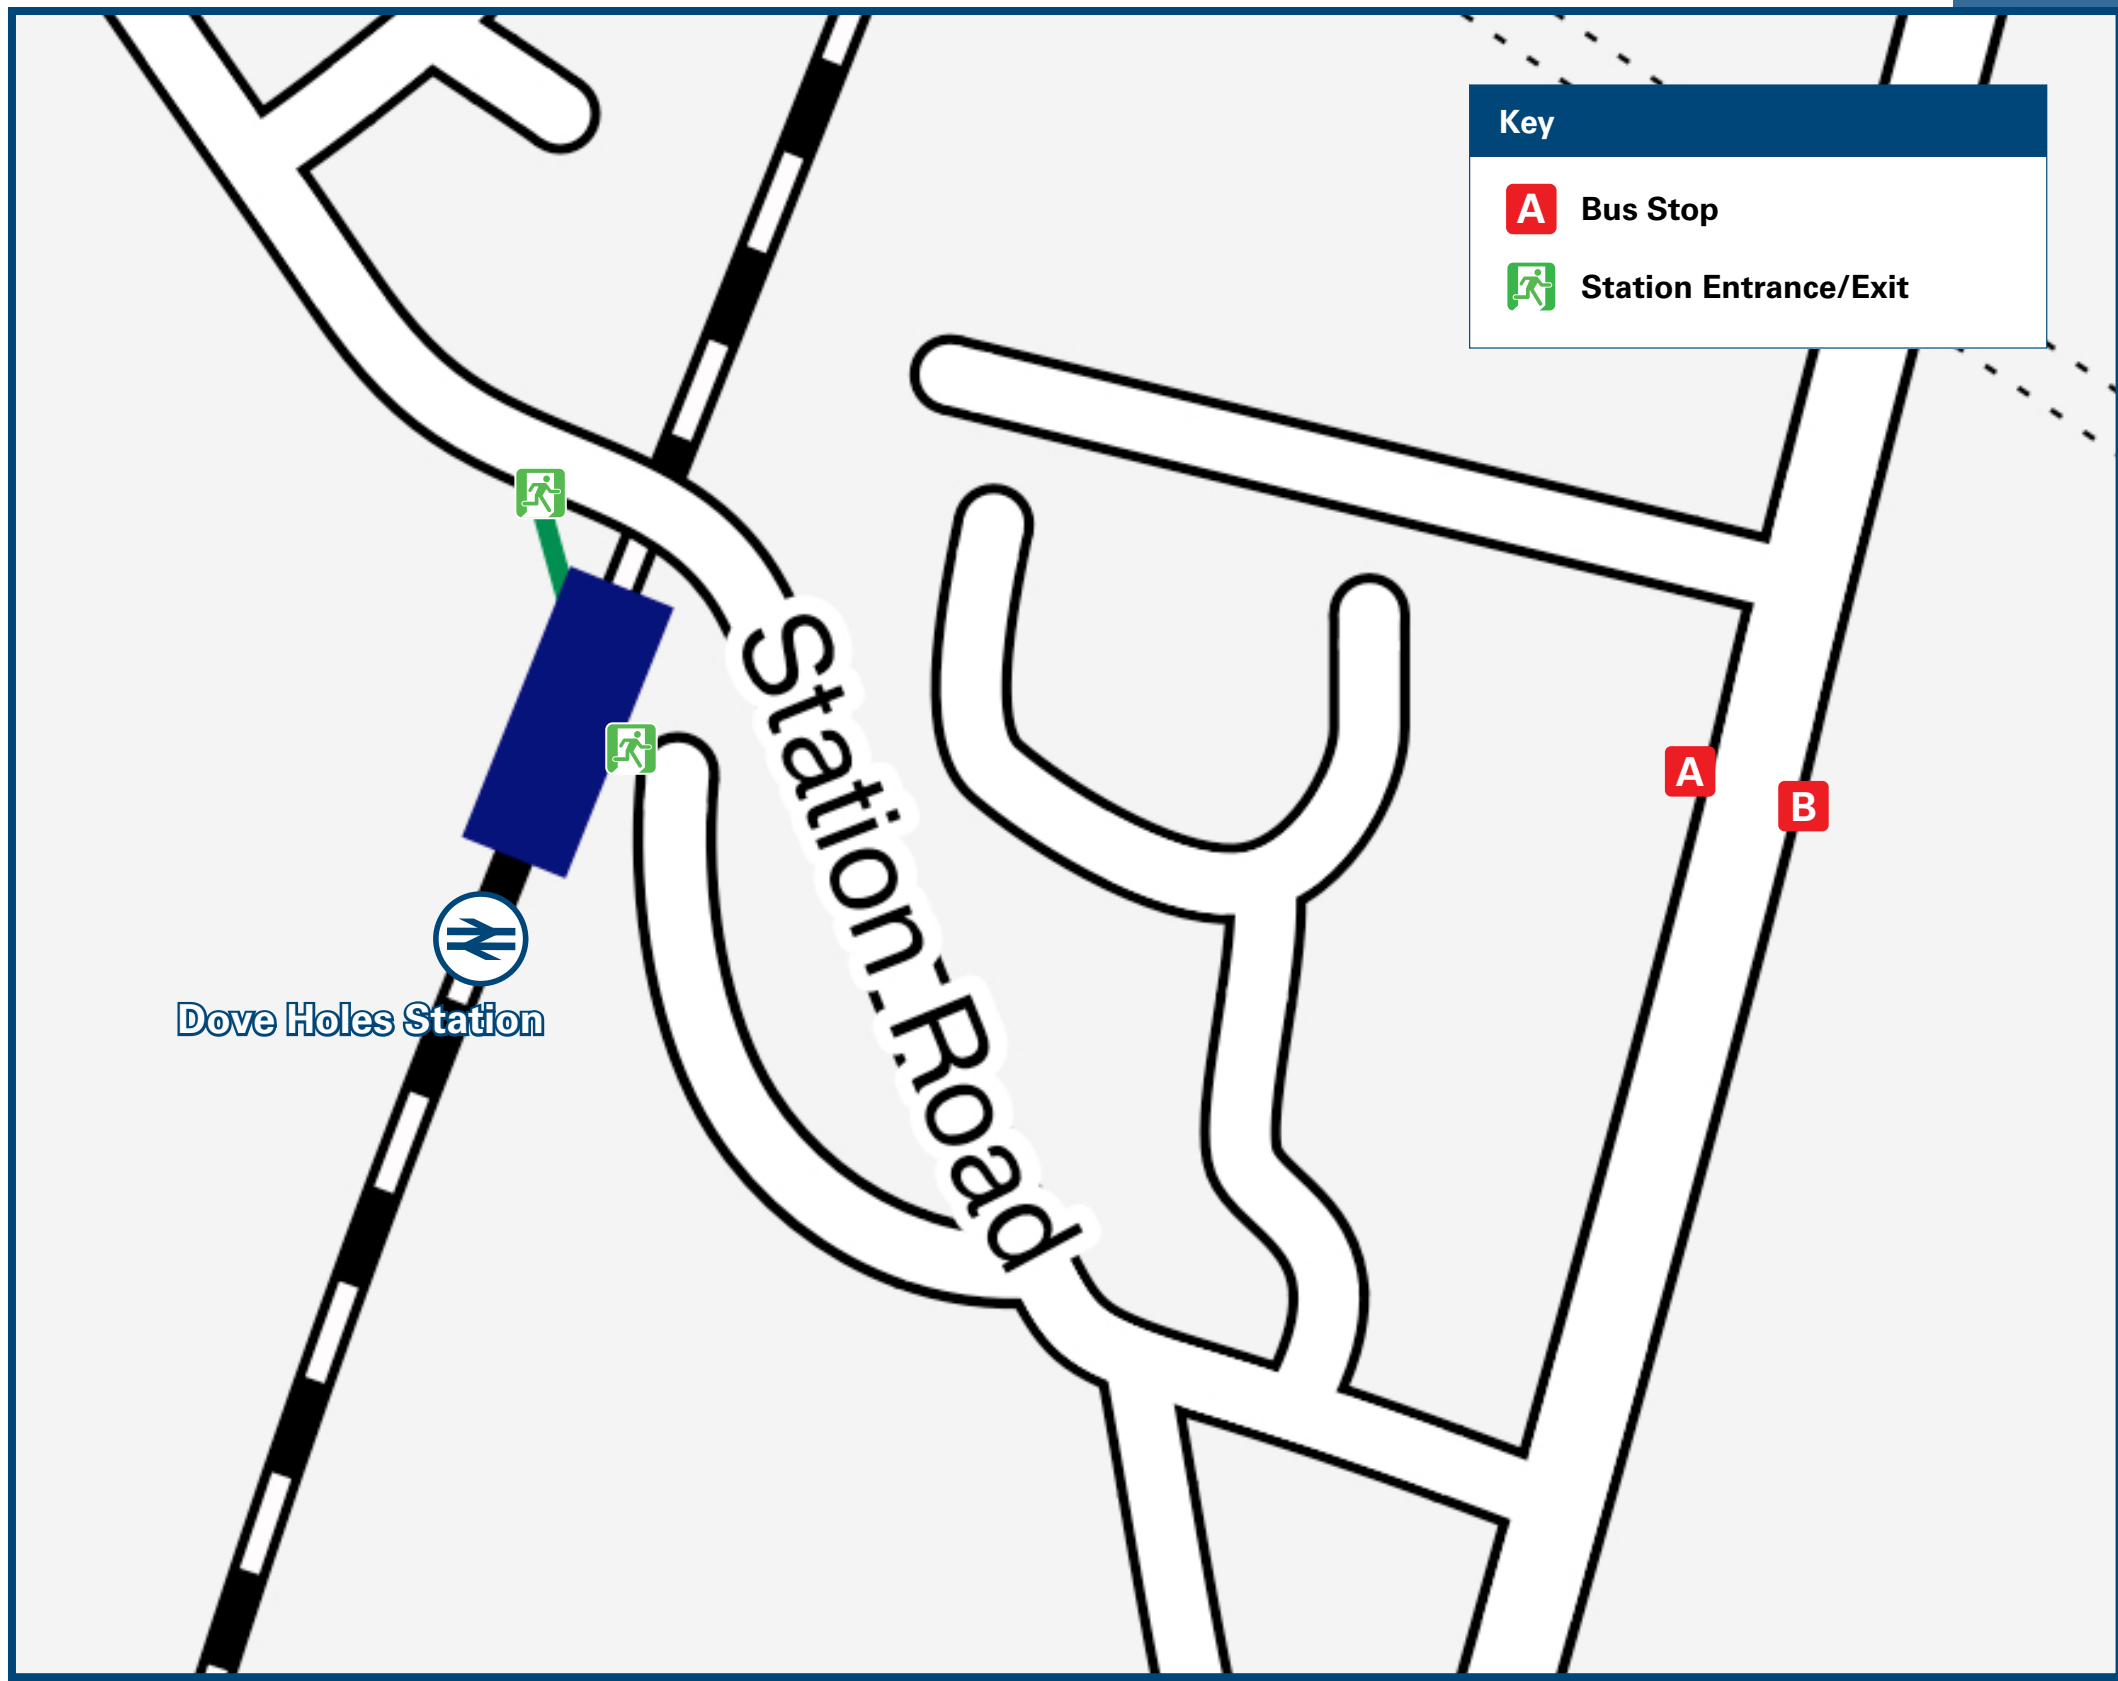 Key
A Bus Stop
Station Entrance/Exit
Station Road
A
B
Dove Holes Station